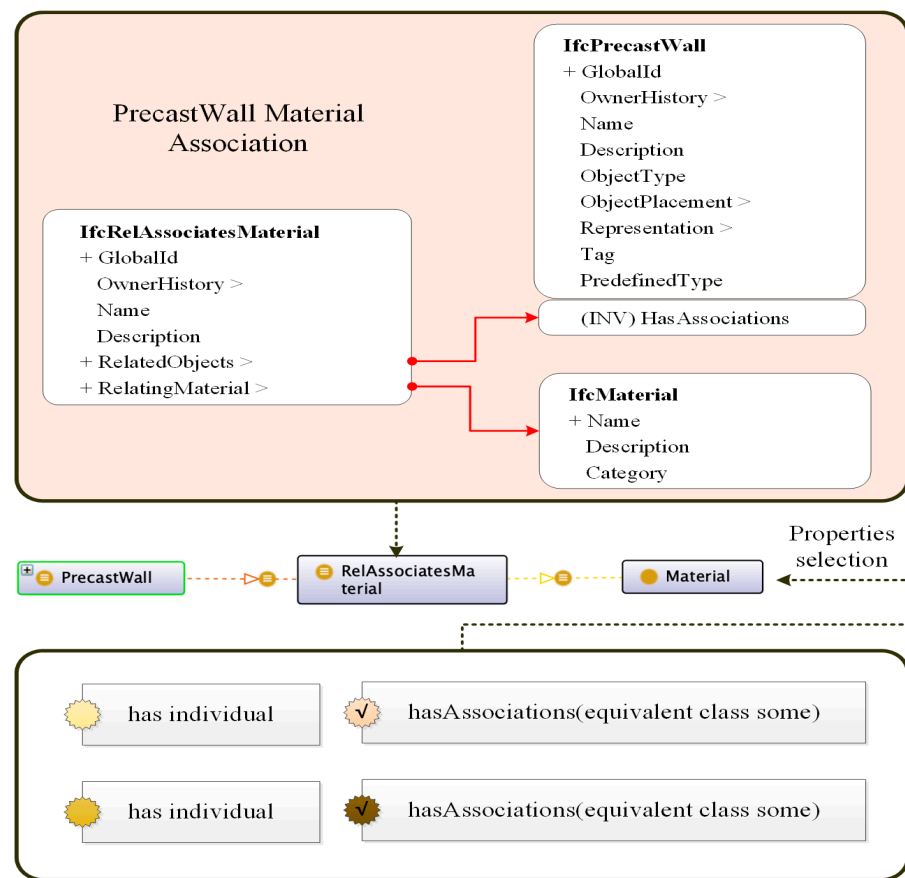 PrecastWall Material
Association
IfcPrecastWall
+ GlobalId
OwnerHistory >
Name
Description
ObjectType
ObjectPlacement >
Representation >
Tag
PredefinedType
(INV) HasAssociations
IfcRelAssociatesMaterial
+ GlobalId
OwnerHistory >
Name
Description
+ RelatedObjects >
+ RelatingMaterial >
IfcMaterial
+ Name
Description
Category
PrecastWall
RelAssociatesMa
terial
Material
Properties
selection
has individual
√ hasAssociations(equivalent class some)
has individual
√ hasAssociations(equivalent class some)